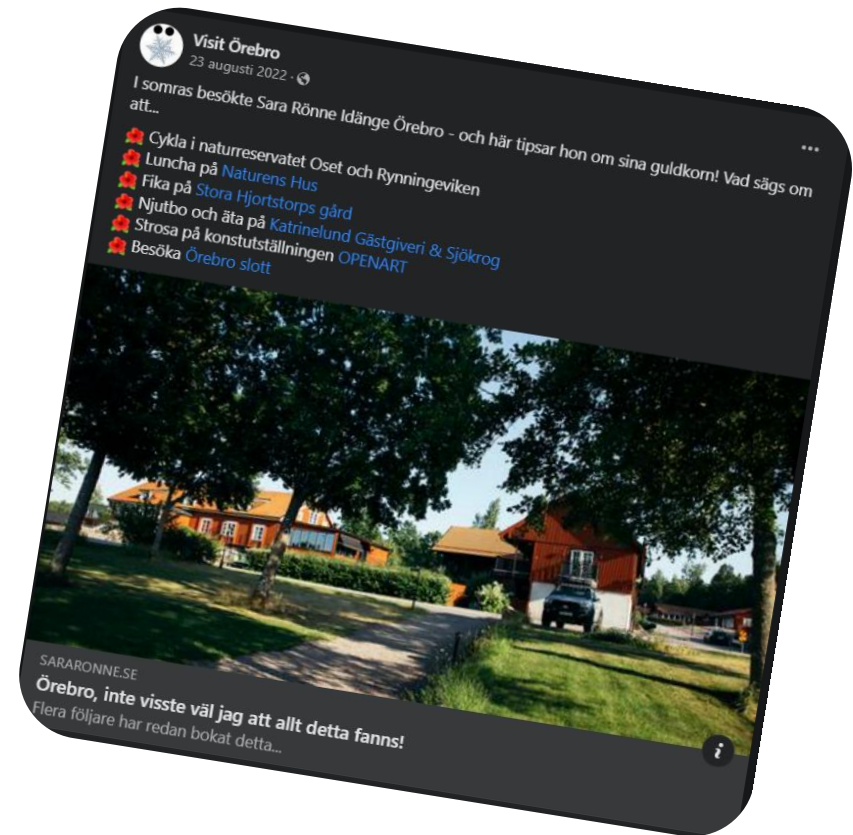 Visit Örebro
23 augusti 2022 ·
I somras besökte Sara Rönne Idänge Örebro - och här tipsar hon om sina guldkorn! Vad sägs om
att...
Cykla i naturreservatet Oset och Rynningeviken
Luncha på Naturens Hus
Fika på Stora Hjortstorps gård
Njutbo och äta på Katrinelund Gästgiveri & Sjökrog
Strosa på konstutställningen OPENART
Besöka Örebro slott
SARARONNE.SE
Örebro, inte visste väl jag att allt detta fanns!
Flera följare har redan bokat detta...